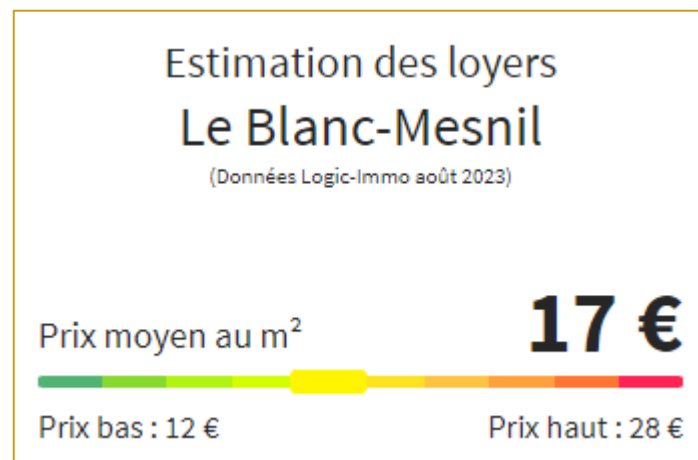 Estimation des loyers
Le Blanc-Mesnil
(Données Logic-Immo août 2023)
Prix moyen au m² 17 €
Prix bas : 12 € Prix haut : 28 €